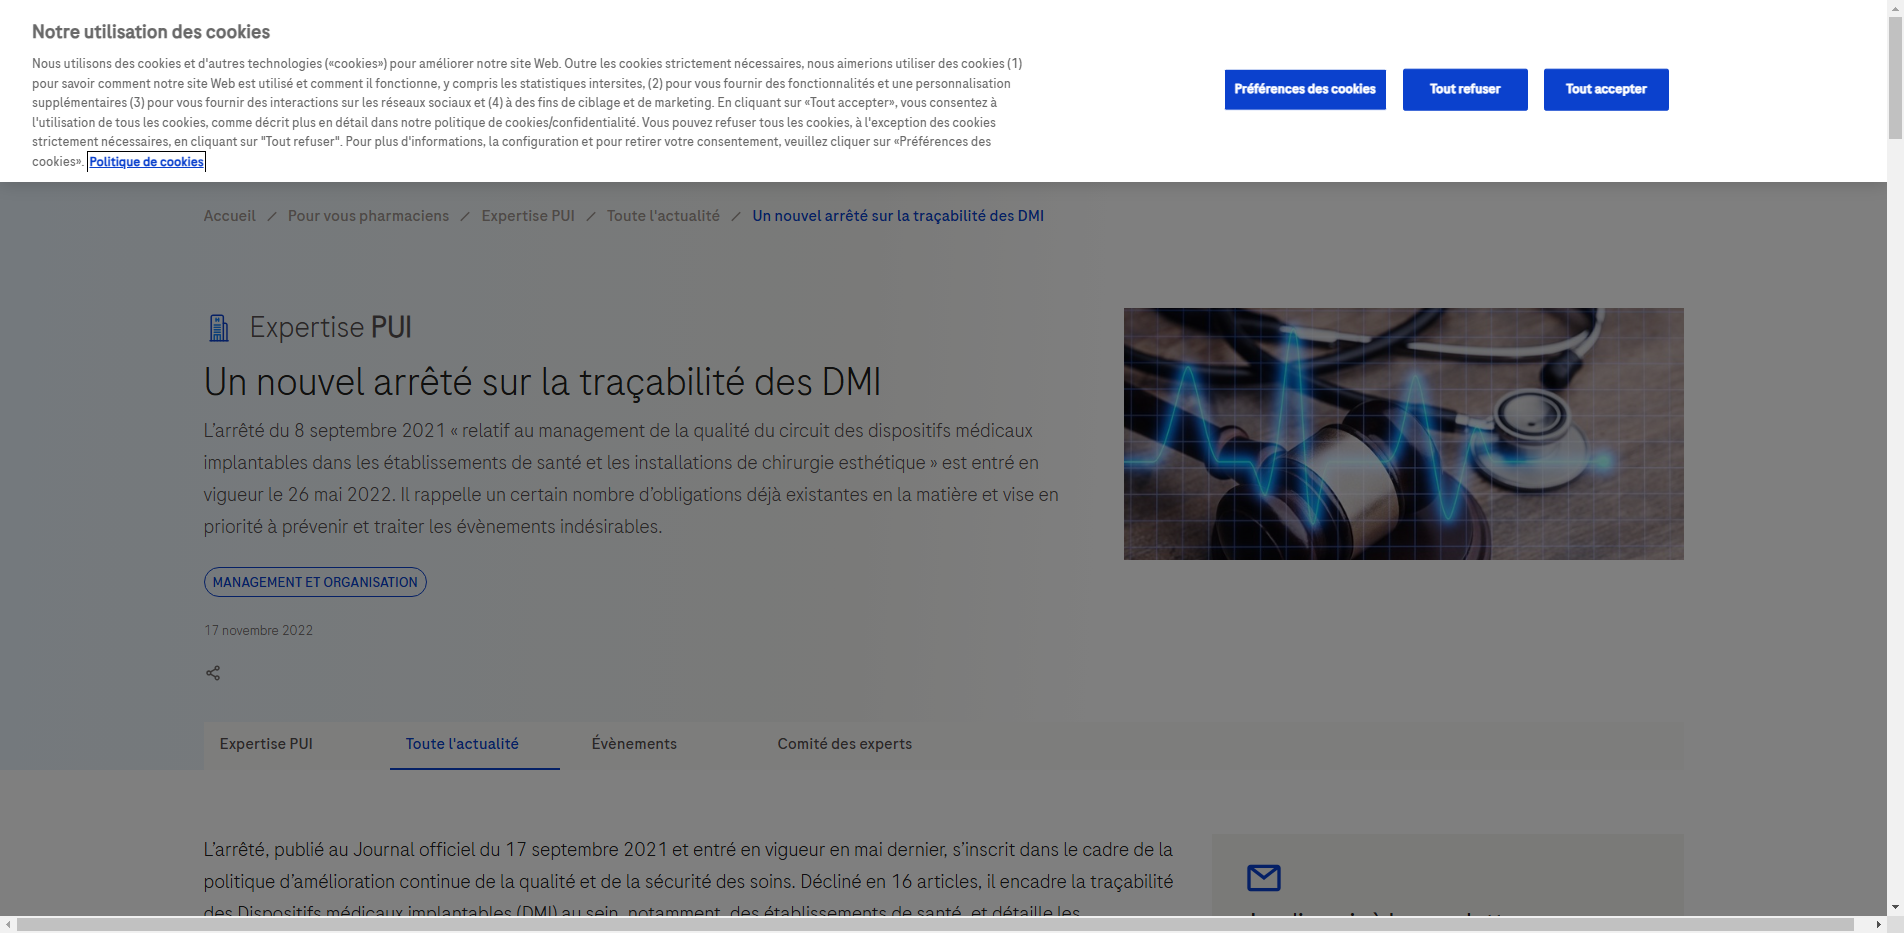 Notre utilisation des cookies
Nous utilisons des cookies et d'autres technologies («cookies») pour améliorer notre site Web. Outre les cookies strictement nécessaires, nous aimerions utiliser des cookies (1)
pour savoir comment notre site Web est utilisé et comment il fonctionne, y compris les statistiques intersites, (2) pour vous fournir des fonctionnalités et une personnalisation
supplémentaires (3) pour vous fournir des interactions sur les réseaux sociaux et (4) à des fins de ciblage et de marketing. En cliquant sur «Tout accepter», vous consentez à
l'utilisation de tous les cookies, comme décrit plus en détail dans notre politique de cookies/confidentialité. Vous pouvez refuser tous les cookies, à l'exception des cookies
strictement nécessaires, en cliquant sur "Tout refuser". Pour plus d'informations, la configuration et pour retirer votre consentement, veuillez cliquer sur «Préférences des
cookies». Politique de cookies
Préférences des cookies
Tout refuser
Tout accepter
Accueil / Pour vous pharmaciens / Expertise PUI / Toute l'actualité / Un nouvel arrêté sur la traçabilité des DMI
Expertise PUI
Un nouvel arrêté sur la traçabilité des DMI
L'arrêté du 8 septembre 2021 « relatif au management de la qualité du circuit des dispositifs médicaux
implantables dans les établissements de santé et les installations de chirurgie esthétique » est entré en
vigueur le 26 mai 2022. Il rappelle un certain nombre d'obligations déjà existantes en la matière et vise en
priorité à prévenir et traiter les évènements indésirables.
MANAGEMENT ET ORGANISATION
17 novembre 2022
Expertise PUI
Toute l'actualité
Évènements
Comité des experts
L'arrêté, publié au Journal officiel du 17 septembre 2021 et entré en vigueur en mai dernier, s'inscrit dans le cadre de la
politique d'amélioration continue de la qualité et de la sécurité des soins. Décliné en 16 articles, il encadre la traçabilité
des Dispositifs médicaux implantables (DMI) au sein, notamment, des établissements de santé, et détaille les